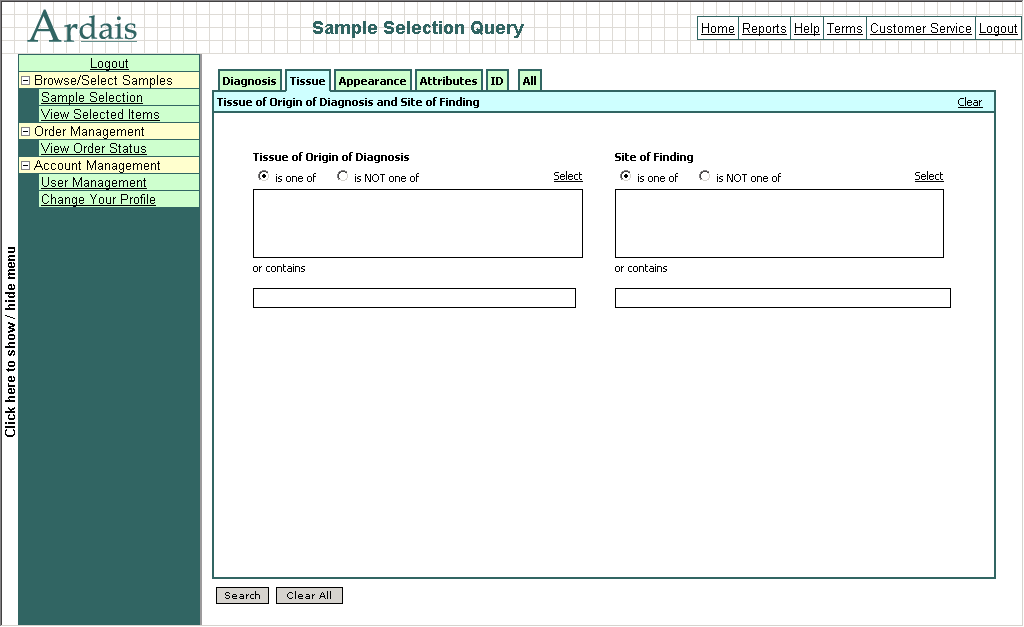 Ardais
Sample Selection Query
Home Reports Help Terms Customer Service Logout
Logout
Browse/Select Samples
Sample Selection
View Selected Items
Order Management
View Order Status
Account Management
User Management
Change Your Profile
Click here to show / hide menu
Diagnosis Tissue Appearance Attributes ID All
Tissue of Origin of Diagnosis and Site of Finding Clear
Tissue of Origin of Diagnosis Site of Finding
is one of is NOT one of Select is one of is NOT one of Select
or contains or contains
Search Clear All